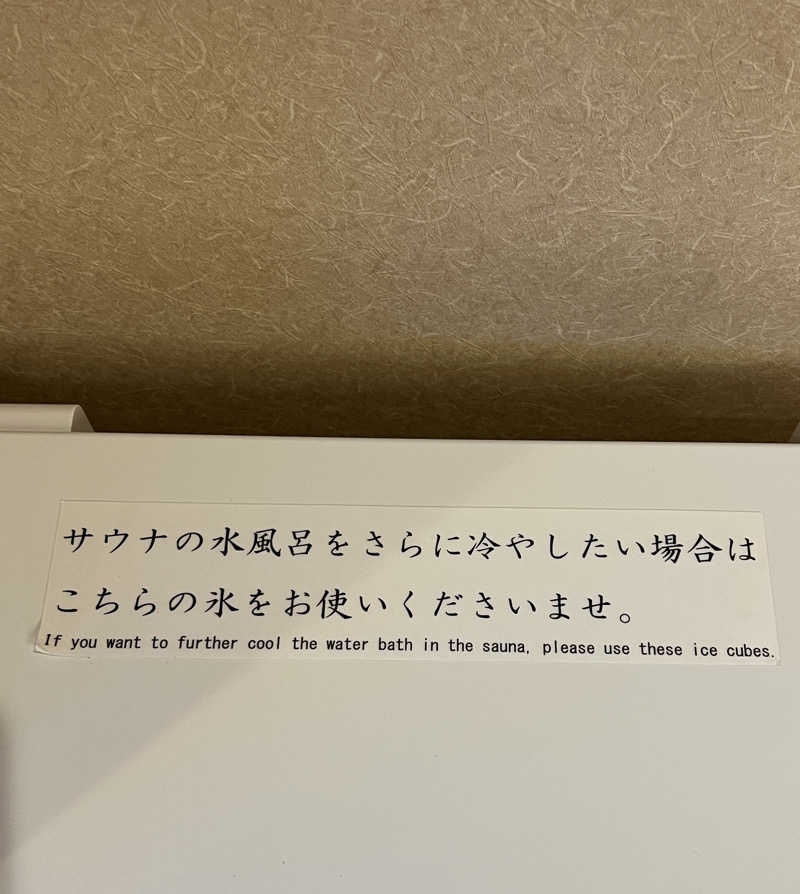 サウナの水風呂をさらに冷やしたい場合は
こちらの氷をお使いくださいませ。
If you want to further cool the water bath in the sauna, please use these ice cubes.